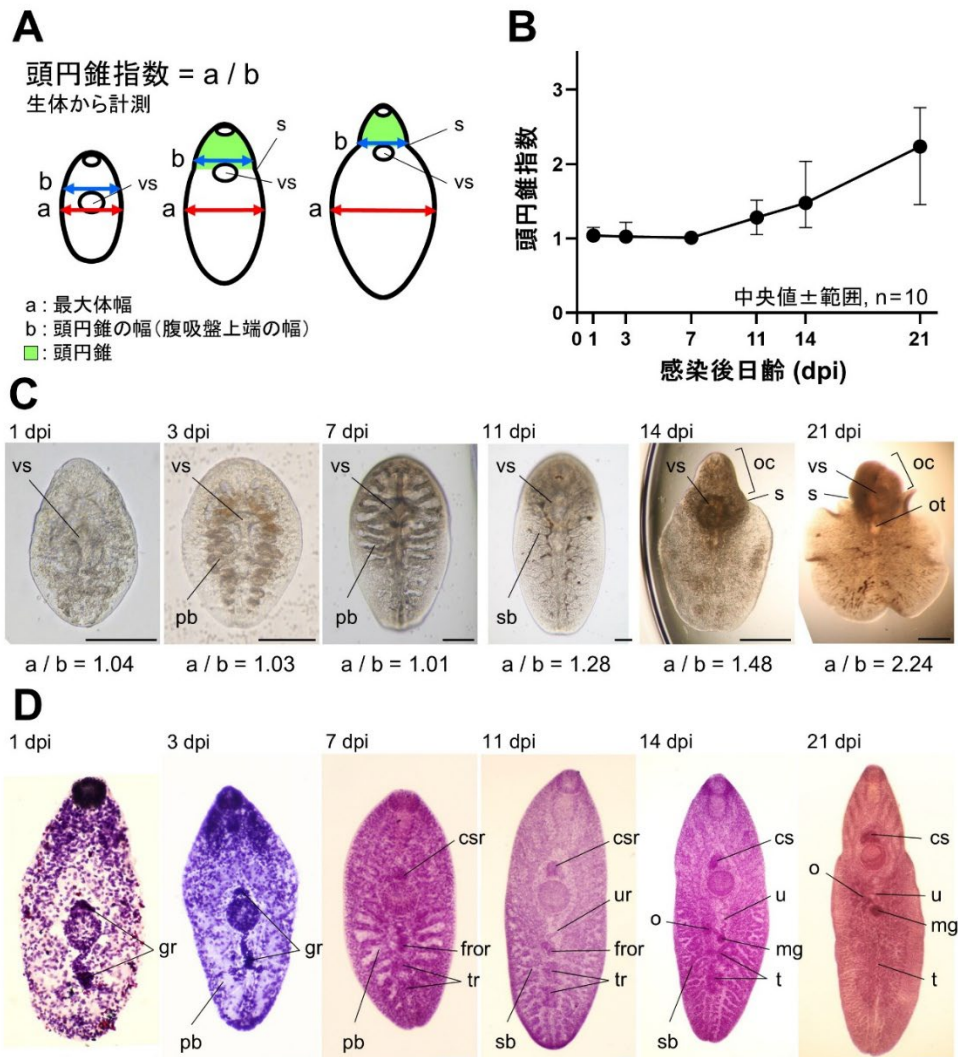 A
頭円錐指数 = a / b
生体から計測
b
vs
a
b
s
vs
a
b
s
vs
a
a : 最大体幅
b : 頭円錐の幅(腹吸盤上端の幅)
: 頭円錐
B
頭円錐指数
3
2
1
0
中央値±範囲, n=10
0 1 3 7 11 14 21
感染後日齢 (dpi)
C
1 dpi
vs
a / b = 1.04
3 dpi
vs
pb
a / b = 1.03
7 dpi
vs
pb
a / b = 1.01
11 dpi
vs
sb
a / b = 1.28
14 dpi
vs
oc
s
a / b = 1.48
21 dpi
oc
vs
s
ot
a / b = 2.24
D
1 dpi
gr
3 dpi
gr
pb
7 dpi
csr
fror
tr
pb
11 dpi
csr
ur
fror
tr
sb
14 dpi
cs
u
o
mg
t
sb
21 dpi
cs
o
u
mg
t